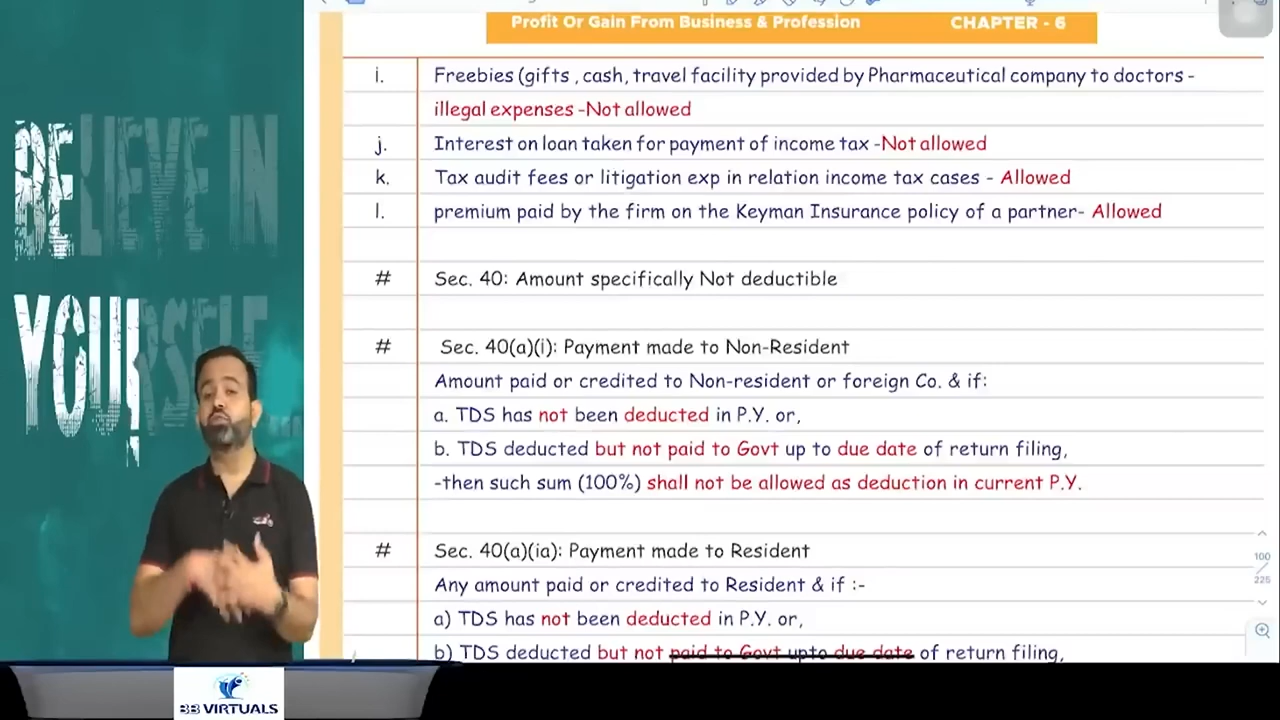 BELIEVE IN
YOURSELF
Profit Or Gain From Business & Profession CHAPTER - 6
i. Freebies (gifts , cash, travel facility provided by Pharmaceutical company to doctors -
illegal expenses -Not allowed
j. Interest on loan taken for payment of income tax -Not allowed
k. Tax audit fees or litigation exp in relation income tax cases - Allowed
l. premium paid by the firm on the Keyman Insurance policy of a partner- Allowed
# Sec. 40: Amount specifically Not deductible
# Sec. 40(a)(i): Payment made to Non-Resident
Amount paid or credited to Non-resident or foreign Co. & if:
a. TDS has not been deducted in P.Y. or,
b. TDS deducted but not paid to Govt up to due date of return filing,
-then such sum (100%) shall not be allowed as deduction in current P.Y.
# Sec. 40(a)(ia): Payment made to Resident
Any amount paid or credited to Resident & if :-
a) TDS has not been deducted in P.Y. or,
b) TDS deducted but not paid to Govt upto due date of return filing,
100
225
BB VIRTUALS